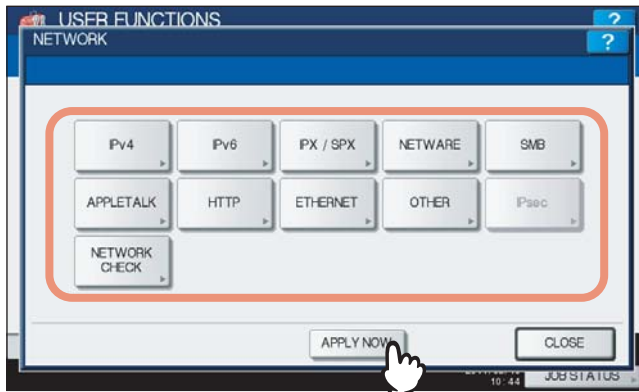 USER FUNCTIONS ?
NETWORK ?
IPv4 IPv6 IPX / SPX NETWARE SMB
APPLETALK HTTP ETHERNET OTHER IPsec
NETWORK
CHECK
APPLY NOW CLOSE
10:44 JOB STATUS